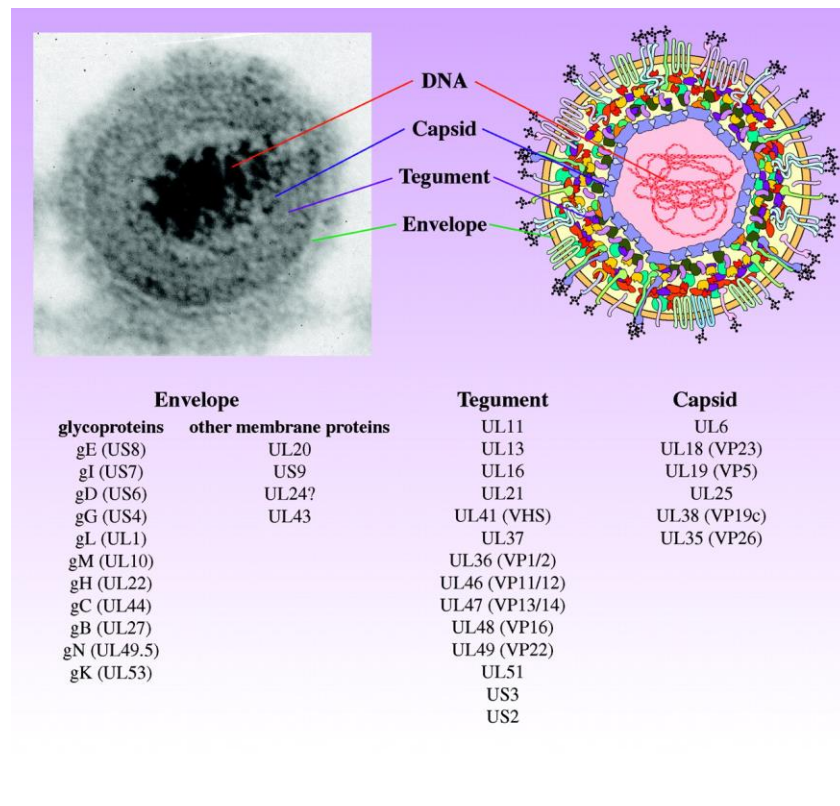 DNA
Capsid
Tegument
Envelope
Envelope
glycoproteins
gE (US8)
gI (US7)
gD (US6)
gG (US4)
gL (UL1)
gM (UL10)
gH (UL22)
gC (UL44)
gB (UL27)
gN (UL49.5)
gK (UL53)
other membrane proteins
UL20
US9
UL24?
UL43
Tegument
UL11
UL13
UL16
UL21
UL41 (VHS)
UL37
UL36 (VP1/2)
UL46 (VP11/12)
UL47 (VP13/14)
UL48 (VP16)
UL49 (VP22)
UL51
US3
US2
Capsid
UL6
UL18 (VP23)
UL19 (VP5)
UL25
UL38 (VP19c)
UL35 (VP26)